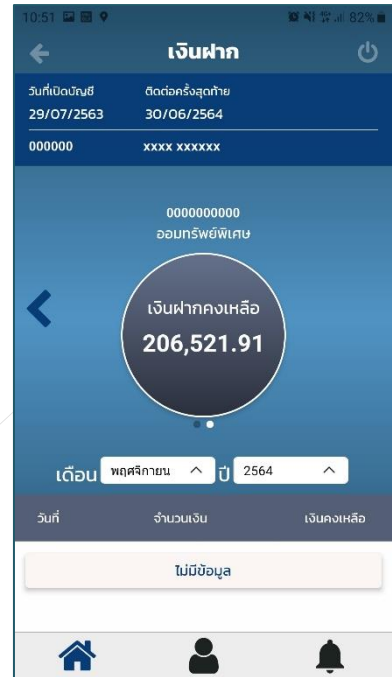 10:51 82%
เงินฝาก
วันที่เปิดบัญชี ติดต่อครั้งสุดท้าย
29/07/2563 30/06/2564
000000 xxxx xxxxxx
0000000000
ออมทรัพย์พิเศษ
เงินฝากคงเหลือ
206,521.91
เดือน พฤศจิกายน ปี 2564
วันที่ จำนวนเงิน เงินคงเหลือ
ไม่มีข้อมูล